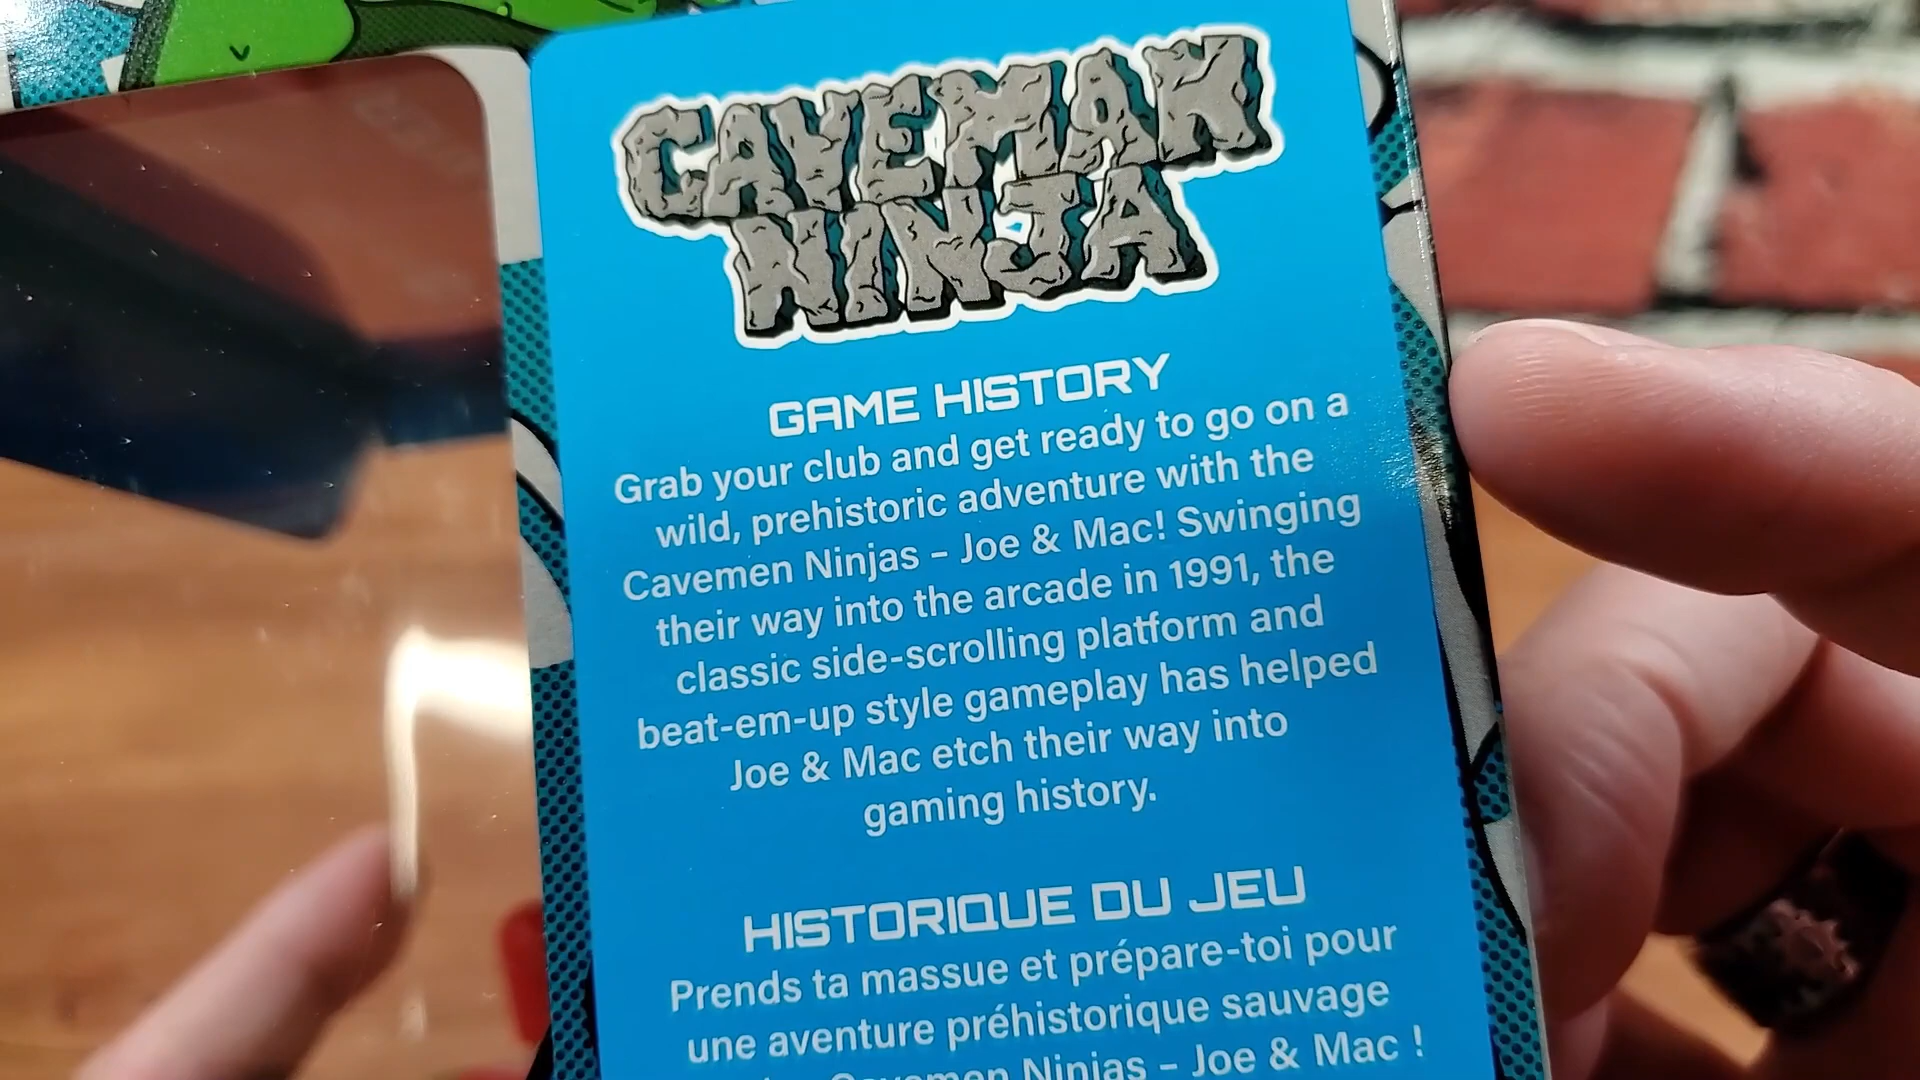 CAVEMAN
NINJA
GAME HISTORY
Grab your club and get ready to go on a
wild, prehistoric adventure with the
Cavemen Ninjas – Joe & Mac! Swinging
their way into the arcade in 1991, the
classic side-scrolling platform and
beat-em-up style gameplay has helped
Joe & Mac etch their way into
gaming history.
HISTORIQUE DU JEU
Prends ta massue et prépare-toi pour
une aventure préhistorique sauvage
Cavemen Ninjas – Joe & Mac !